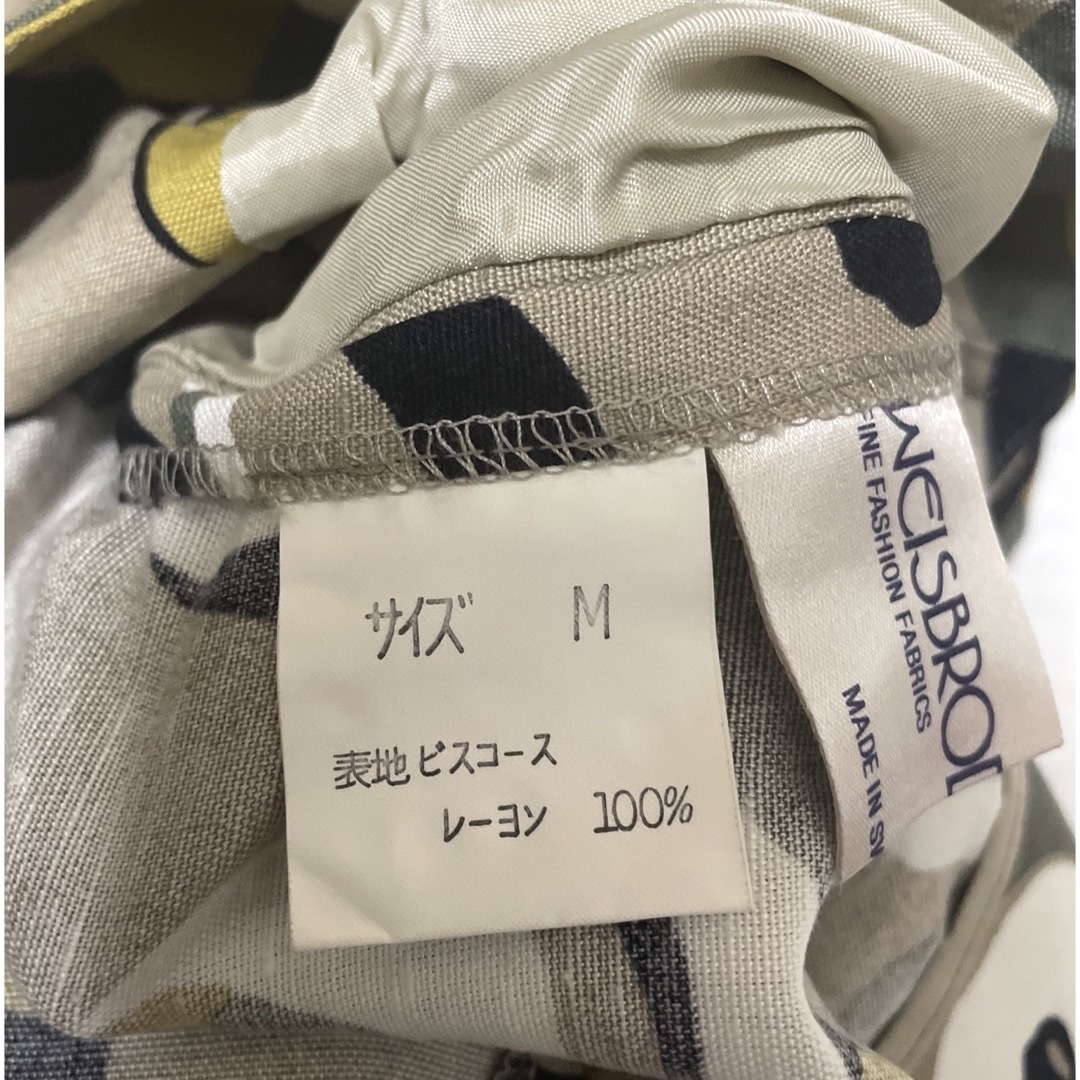 サイズ M
表地 ビスコース
レーヨン 100%
WEISBROD
FINE FASHION FABRICS
MADE IN SW